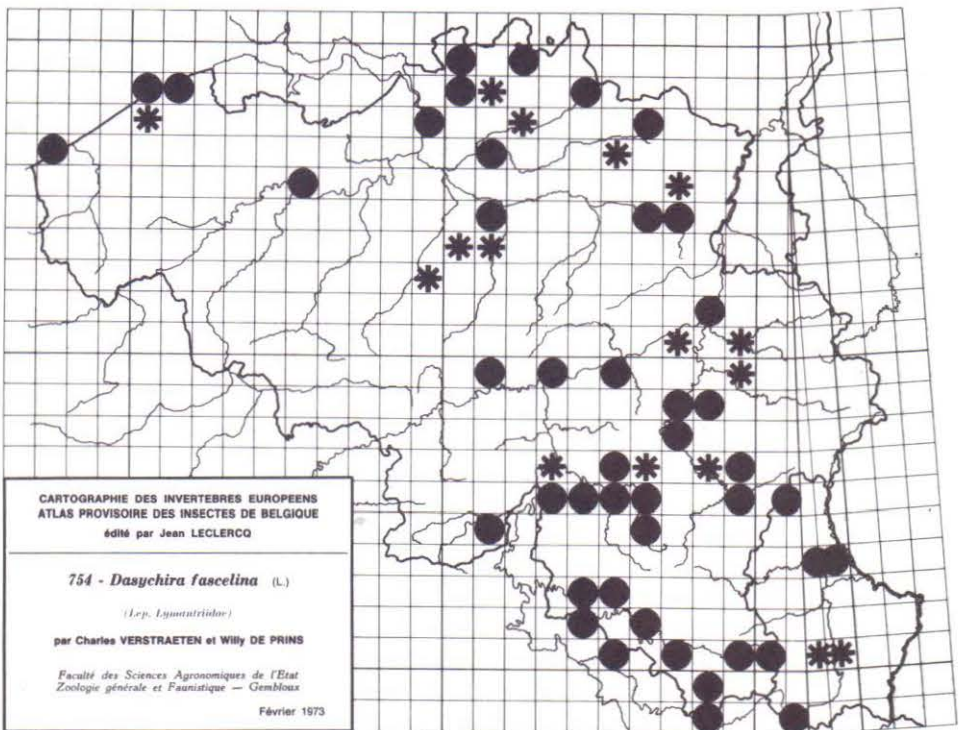 CARTOGRAPHIE DES INVERTEBRES EUROPEENS
ATLAS PROVISOIRE DES INSECTES DE BELGIQUE
édité par Jean LECLERCQ
754 - Dasychira fascelina (L.)
(Lep. Lymantriidae)
par Charles VERSTRAETEN et Willy DE PRINS
Faculté des Sciences Agronomiques de l'Etat
Zoologie générale et Faunistique — Gembloux
Février 1973